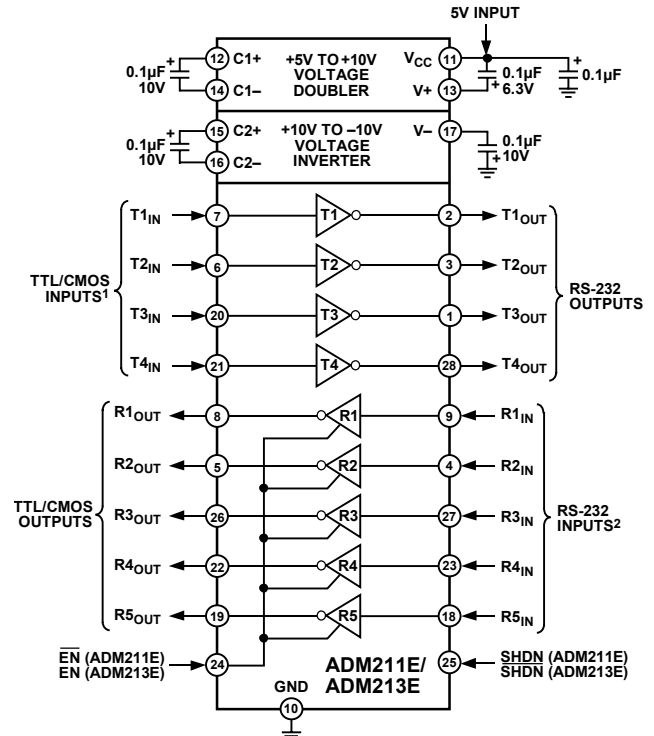 5V INPUT
0.1µF
10V
12
14
C1+
C1–
+5V TO +10V
VOLTAGE
DOUBLER
VCC
V+
11
13
+
0.1µF
6.3V
+
0.1µF
0.1µF
10V
15
16
C2+
C2–
+10V TO –10V
VOLTAGE
INVERTER
V–
17
0.1µF
10V
TTL/CMOS
INPUTS1
T1IN 7 T1 2 T1OUT
T2IN 6 T2 3 T2OUT
T3IN 20 T3 1 T3OUT
T4IN 21 T4 28 T4OUT
RS-232
OUTPUTS
TTL/CMOS
OUTPUTS
R1OUT 8 R1 9 R1IN
R2OUT 5 R2 4 R2IN
R3OUT 26 R3 27 R3IN
R4OUT 22 R4 23 R4IN
R5OUT 19 R5 18 R5IN
RS-232
INPUTS2
EN (ADM211E)
EN (ADM213E)
24
ADM211E/
ADM213E
25
SHDN (ADM211E)
SHDN (ADM213E)
GND
10